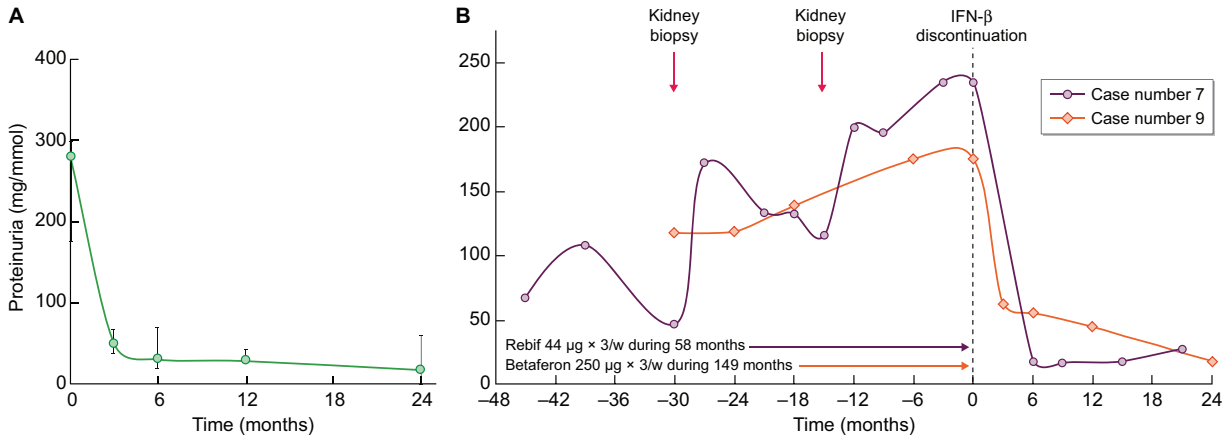 A
Proteinuria (mg/mmol)
400
300
200
100
0
0 6 12 18 24
Time (months)
B
Kidney
biopsy
Kidney
biopsy
IFN-β
discontinuation
Case number 7
Case number 9
250
200
150
100
50
0
Rebif 44 µg × 3/w during 58 months
Betaferon 250 µg × 3/w during 149 months
–48 –36 –30 –24 –18 –12 –6 0 6 12 18 24
Time (months)